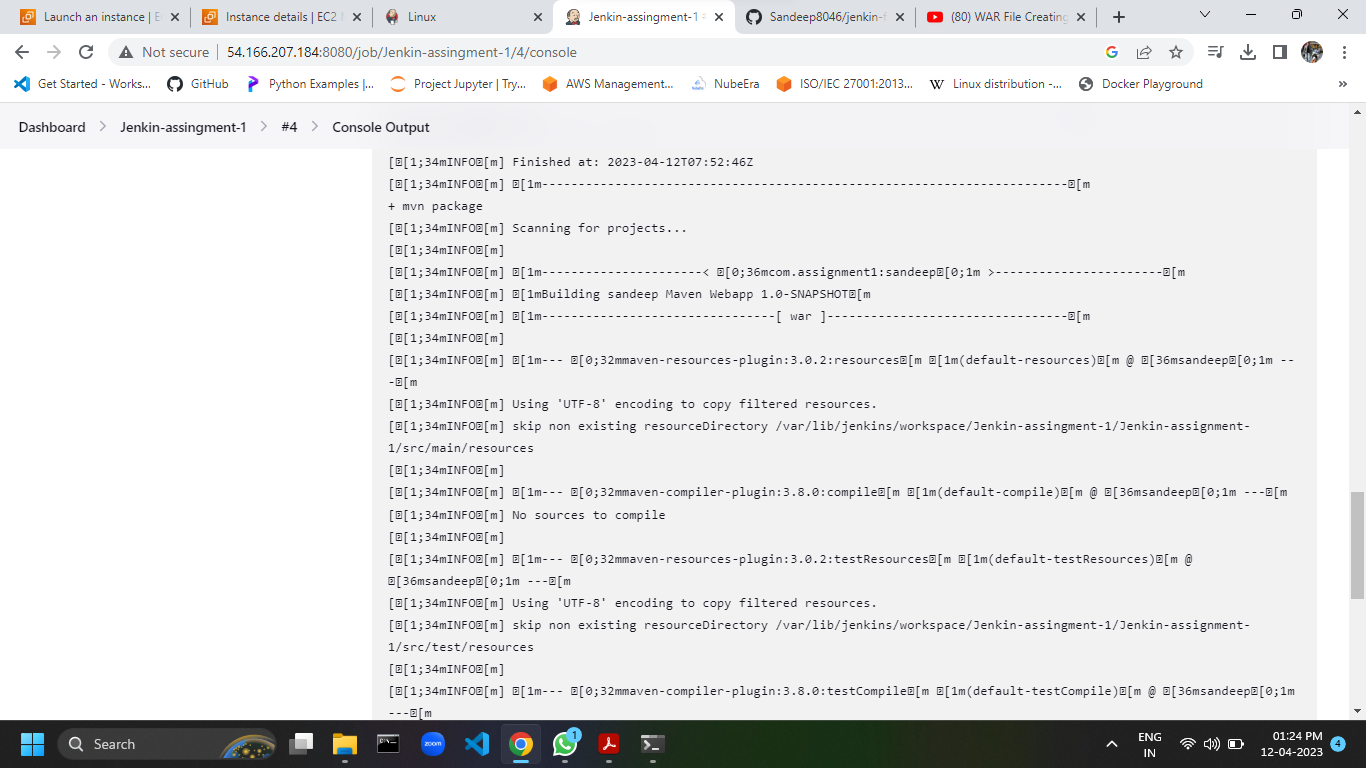 Launch an instance | E
Instance details | EC2 M
Linux
Jenkin-assingment-1 #
Sandeep8046/jenkin-f
(80) WAR File Creating
Not secure
54.166.207.184:8080/job/Jenkin-assingment-1/4/console
Get Started - Works...
GitHub
Python Examples |...
Project Jupyter | Try...
AWS Management...
NubeEra
ISO/IEC 27001:2013...
Linux distribution -...
Docker Playground
»
Dashboard
Jenkin-assingment-1
#4
Console Output
[[1;34mINFO[m] Finished at: 2023-04-12T07:52:46Z
[[1;34mINFO[m] [1m------------------------------------------------------------------------[m
+ mvn package
[[1;34mINFO[m] Scanning for projects...
[[1;34mINFO[m]
[[1;34mINFO[m] [1m----------------------< [0;36mcom.assignment1:sandeep[0;1m >-----------------------[m
[[1;34mINFO[m] [1mBuilding sandeep Maven Webapp 1.0-SNAPSHOT[m
[[1;34mINFO[m] [1m--------------------------------[ war ]---------------------------------[m
[[1;34mINFO[m]
[[1;34mINFO[m] [1m--- [0;32mmaven-resources-plugin:3.0.2:resources[m [1m(default-resources)[m @ [36msandeep[0;1m --
-[m
[[1;34mINFO[m] Using 'UTF-8' encoding to copy filtered resources.
[[1;34mINFO[m] skip non existing resourceDirectory /var/lib/jenkins/workspace/Jenkin-assingment-1/Jenkin-assignment-
1/src/main/resources
[[1;34mINFO[m]
[[1;34mINFO[m] [1m--- [0;32mmaven-compiler-plugin:3.8.0:compile[m [1m(default-compile)[m @ [36msandeep[0;1m ---[m
[[1;34mINFO[m] No sources to compile
[[1;34mINFO[m]
[[1;34mINFO[m] [1m--- [0;32mmaven-resources-plugin:3.0.2:testResources[m [1m(default-testResources)[m @
[36msandeep[0;1m ---[m
[[1;34mINFO[m] Using 'UTF-8' encoding to copy filtered resources.
[[1;34mINFO[m] skip non existing resourceDirectory /var/lib/jenkins/workspace/Jenkin-assingment-1/Jenkin-assignment-
1/src/test/resources
[[1;34mINFO[m]
[[1;34mINFO[m] [1m--- [0;32mmaven-compiler-plugin:3.8.0:testCompile[m [1m(default-testCompile)[m @ [36msandeep[0;1m
---[m
Search
zoom
1
ENG
IN
01:24 PM
12-04-2023
4